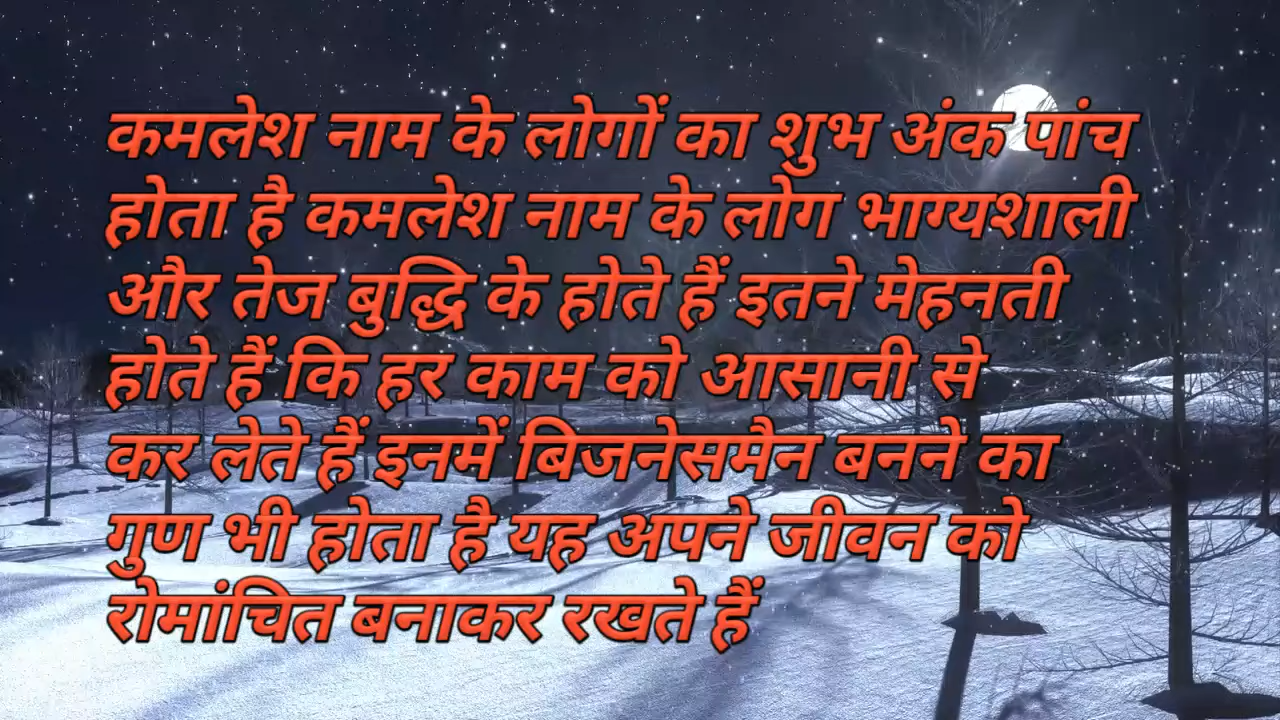 कमलेश नाम के लोगों का शुभ अंक पांच
होता है कमलेश नाम के लोग भाग्यशाली
और तेज बुद्धि के होते हैं इतने मेहनती
होते हैं कि हर काम को आसानी से
कर लेते हैं इनमें बिजनेसमैन बनने का
गुण भी होता है यह अपने जीवन को
रोमांचित बनाकर रखते हैं